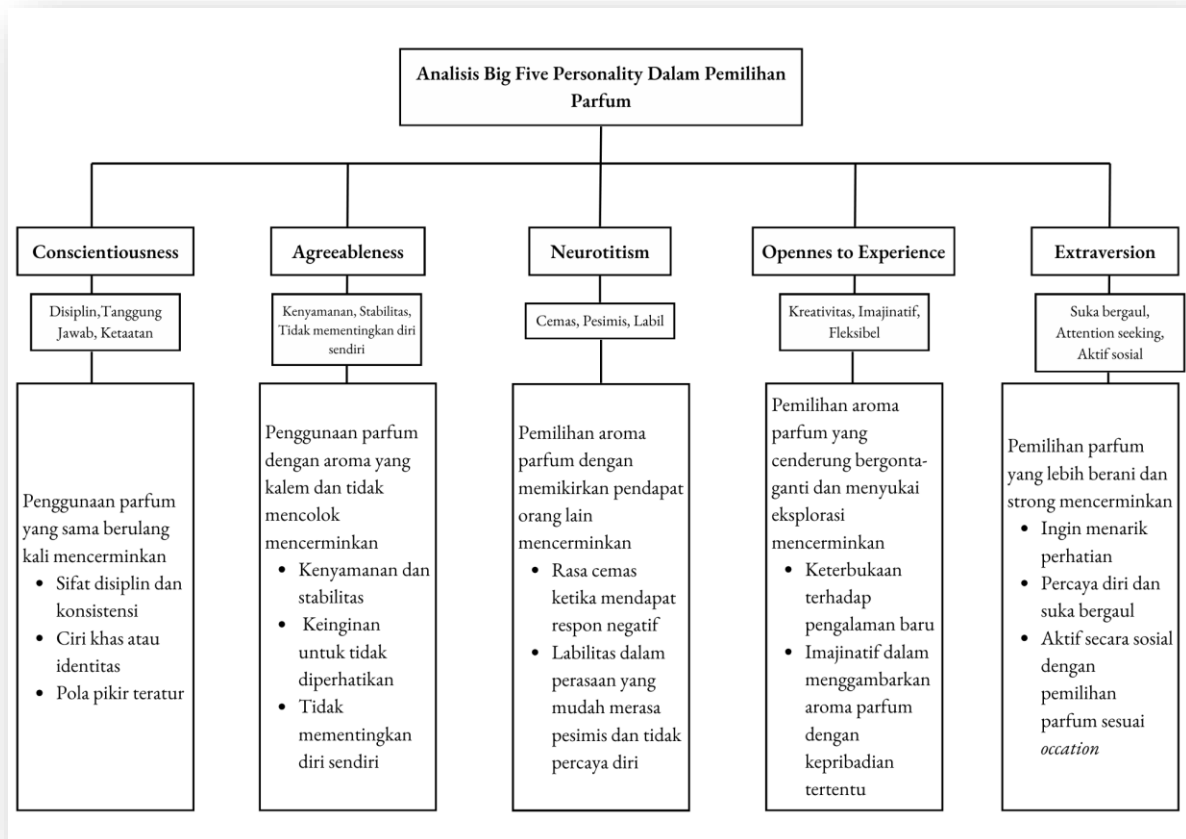 Analisis Big Five Personality Dalam Pemilihan
Parfum
Conscientiousness
Disiplin,Tanggung
Jawab, Ketaatan
Penggunaan parfum
yang sama berulang
kali mencerminkan
• Sifat disiplin dan
konsistensi
• Ciri khas atau
identitas
• Pola pikir teratur
Agreeableness
Kenyamanan, Stabilitas,
Tidak mementingkan diri
sendiri
Penggunaan parfum
dengan aroma yang
kalem dan tidak
mencolok
mencerminkan
• Kenyamanan dan
stabilitas
• Keinginan
untuk tidak
diperhatikan
• Tidak
mementingkan
diri sendiri
Neurotitism
Cemas, Pesimis, Labil
Pemilihan aroma
parfum dengan
memikirkan pendapat
orang lain
mencerminkan
• Rasa cemas
ketika mendapat
respon negatif
• Labilitas dalam
perasaan yang
mudah merasa
pesimis dan tidak
percaya diri
Opennes to Experience
Kreativitas, Imajinatif,
Fleksibel
Pemilihan aroma
parfum yang
cenderung bergonta-
ganti dan menyukai
eksplorasi
mencerminkan
• Keterbukaan
terhadap
pengalaman baru
• Imajinatif dalam
menggambarkan
aroma parfum
dengan
kepribadian
tertentu
Extraversion
Suka bergaul,
Attention seeking,
Aktif sosial
Pemilihan parfum
yang lebih berani dan
strong mencerminkan
• Ingin menarik
perhatian
• Percaya diri dan
suka bergaul
• Aktif secara sosial
dengan
pemilihan
parfum sesuai
occation